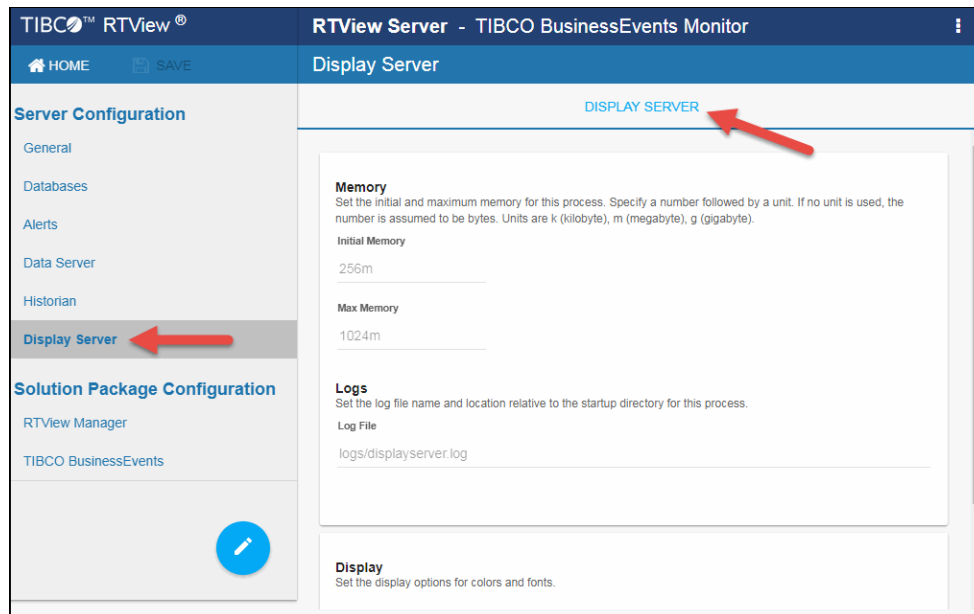 TIBCO™ RTView ®
RTView Server - TIBCO BusinessEvents Monitor
HOME
SAVE
Display Server
Server Configuration
General
Databases
Alerts
Data Server
Historian
Display Server
Solution Package Configuration
RTView Manager
TIBCO BusinessEvents
DISPLAY SERVER
Memory
Set the initial and maximum memory for this process. Specify a number followed by a unit. If no unit is used, the
number is assumed to be bytes. Units are k (kilobyte), m (megabyte), g (gigabyte).
Initial Memory
256m
Max Memory
1024m
Logs
Set the log file name and location relative to the startup directory for this process.
Log File
logs/displayserver.log
Display
Set the display options for colors and fonts.